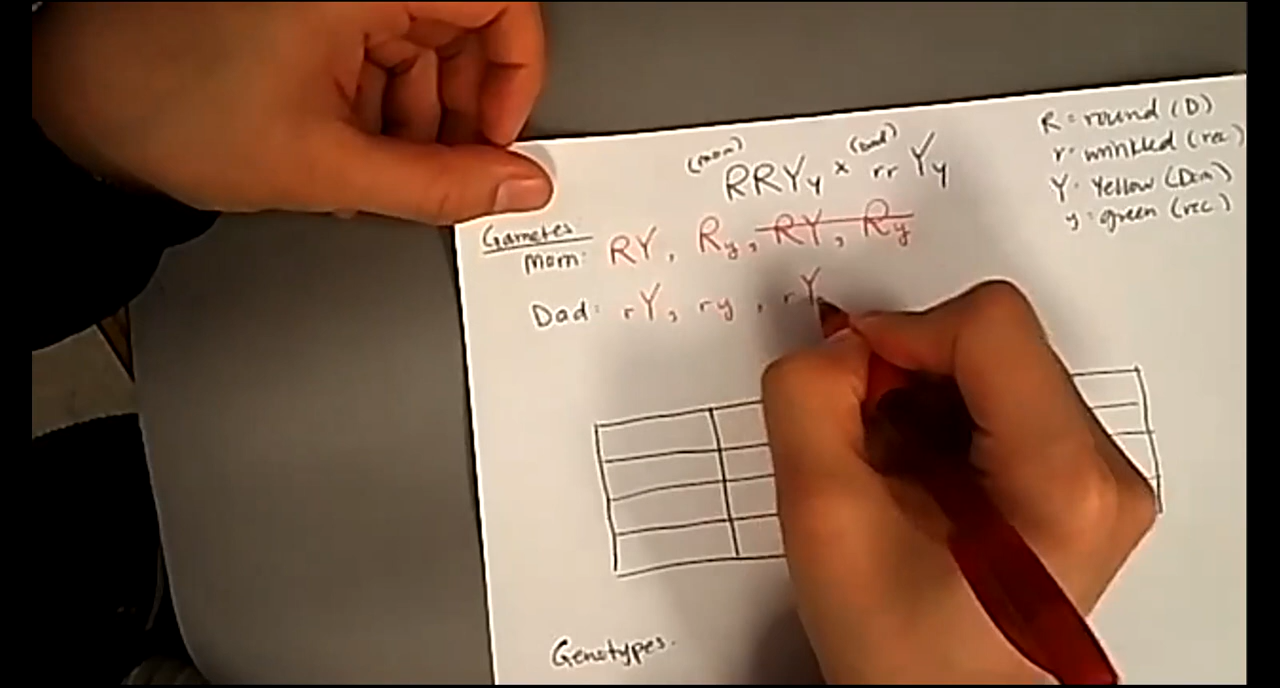 (mom) (dad)
RRYy × rrYy
R = round (D)
r = wrinkled (rec)
Y = Yellow (Dom)
y = green (rec)
Gametes
Mom: RY, Ry, RY, Ry
Dad: rY, ry, rY,
Genotypes